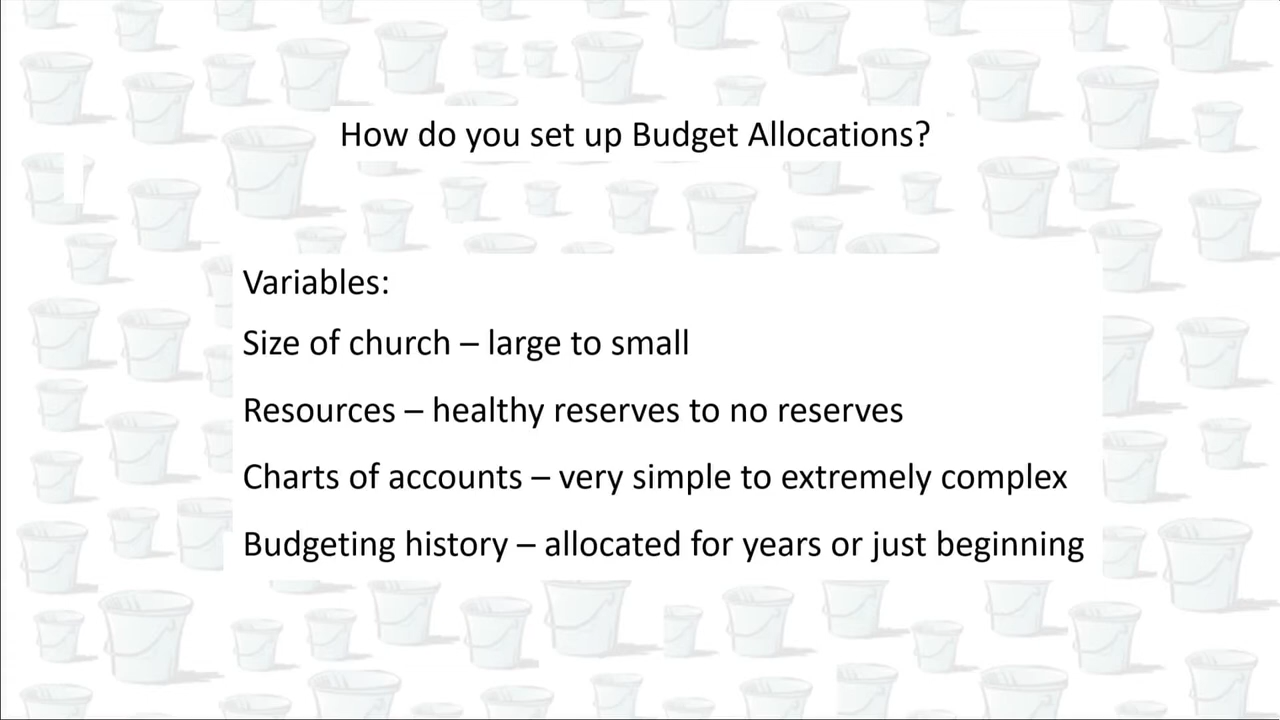 How do you set up Budget Allocations?
Variables:
Size of church – large to small
Resources – healthy reserves to no reserves
Charts of accounts – very simple to extremely complex
Budgeting history – allocated for years or just beginning